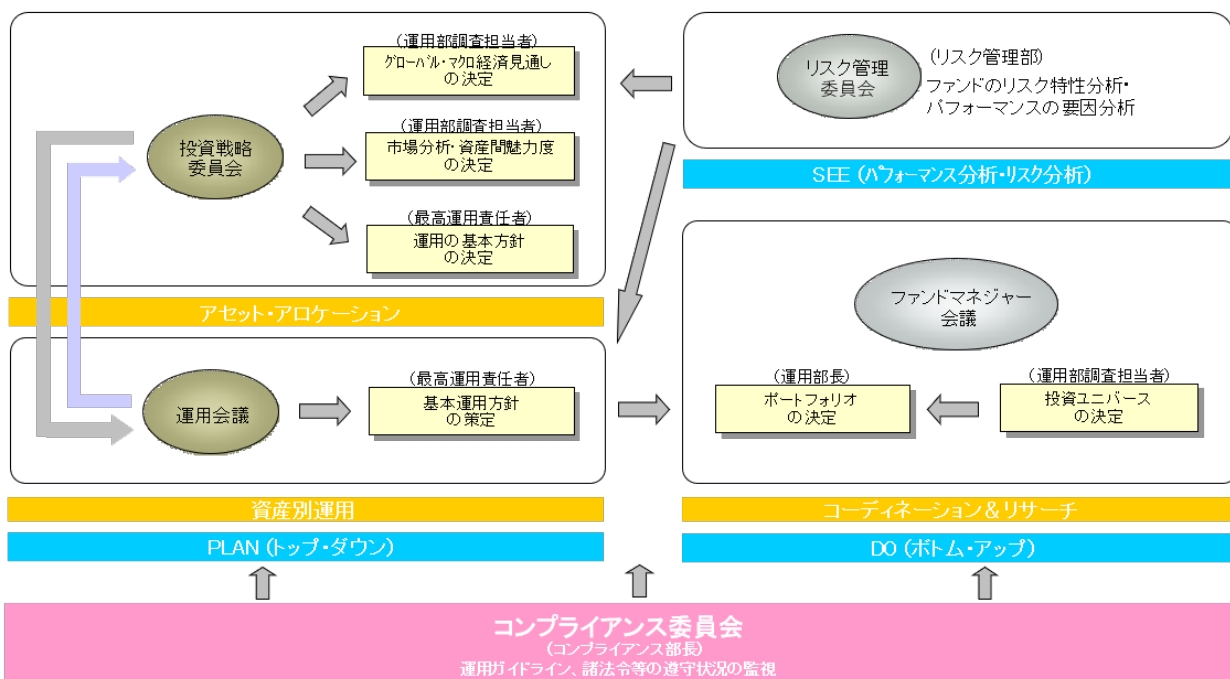 (運用部調査担当者)
グローバル・マクロ経済見通し
の決定
投資戦略
委員会
(運用部調査担当者)
市場分析・資産間魅力度
の決定
(最高運用責任者)
運用の基本方針
の決定
アセット・アロケーション
リスク管理
委員会
(リスク管理部)
ファンドのリスク特性分析・
パフォーマンスの要因分析
SEE (パフォーマンス分析・リスク分析)
運用会議
(最高運用責任者)
基本運用方針
の策定
資産別運用
PLAN (トップ・ダウン)
ファンドマネジャー
会議
(運用部長)
ポートフォリオ
の決定
(運用部調査担当者)
投資ユニバース
の決定
コーディネーション＆リサーチ
DO (ボトム・アップ)
コンプライアンス委員会
(コンプライアンス部長)
運用ガイドライン、諸法令等の遵守状況の監視